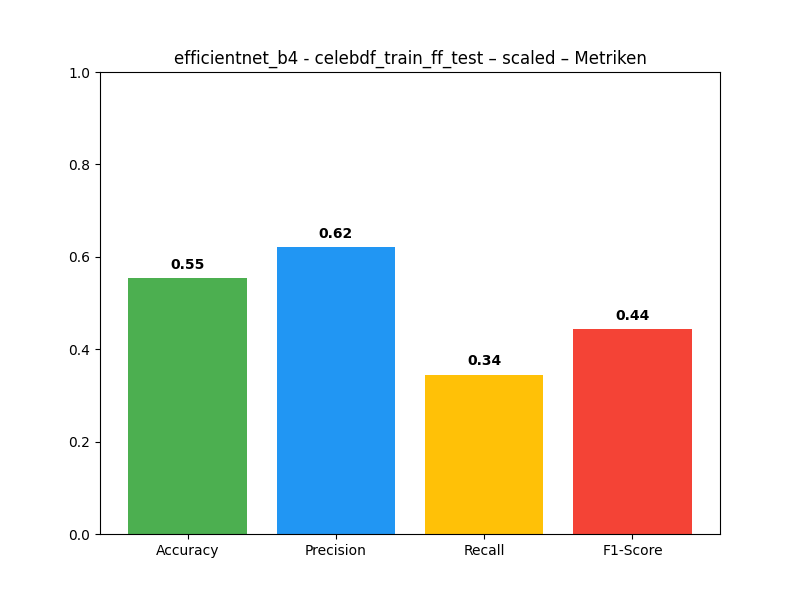 efficientnet_b4 - celebdf_train_ff_test – scaled – Metriken
1.0
0.8
0.6
0.4
0.2
0.0
0.55
0.62
0.34
0.44
Accuracy
Precision
Recall
F1-Score